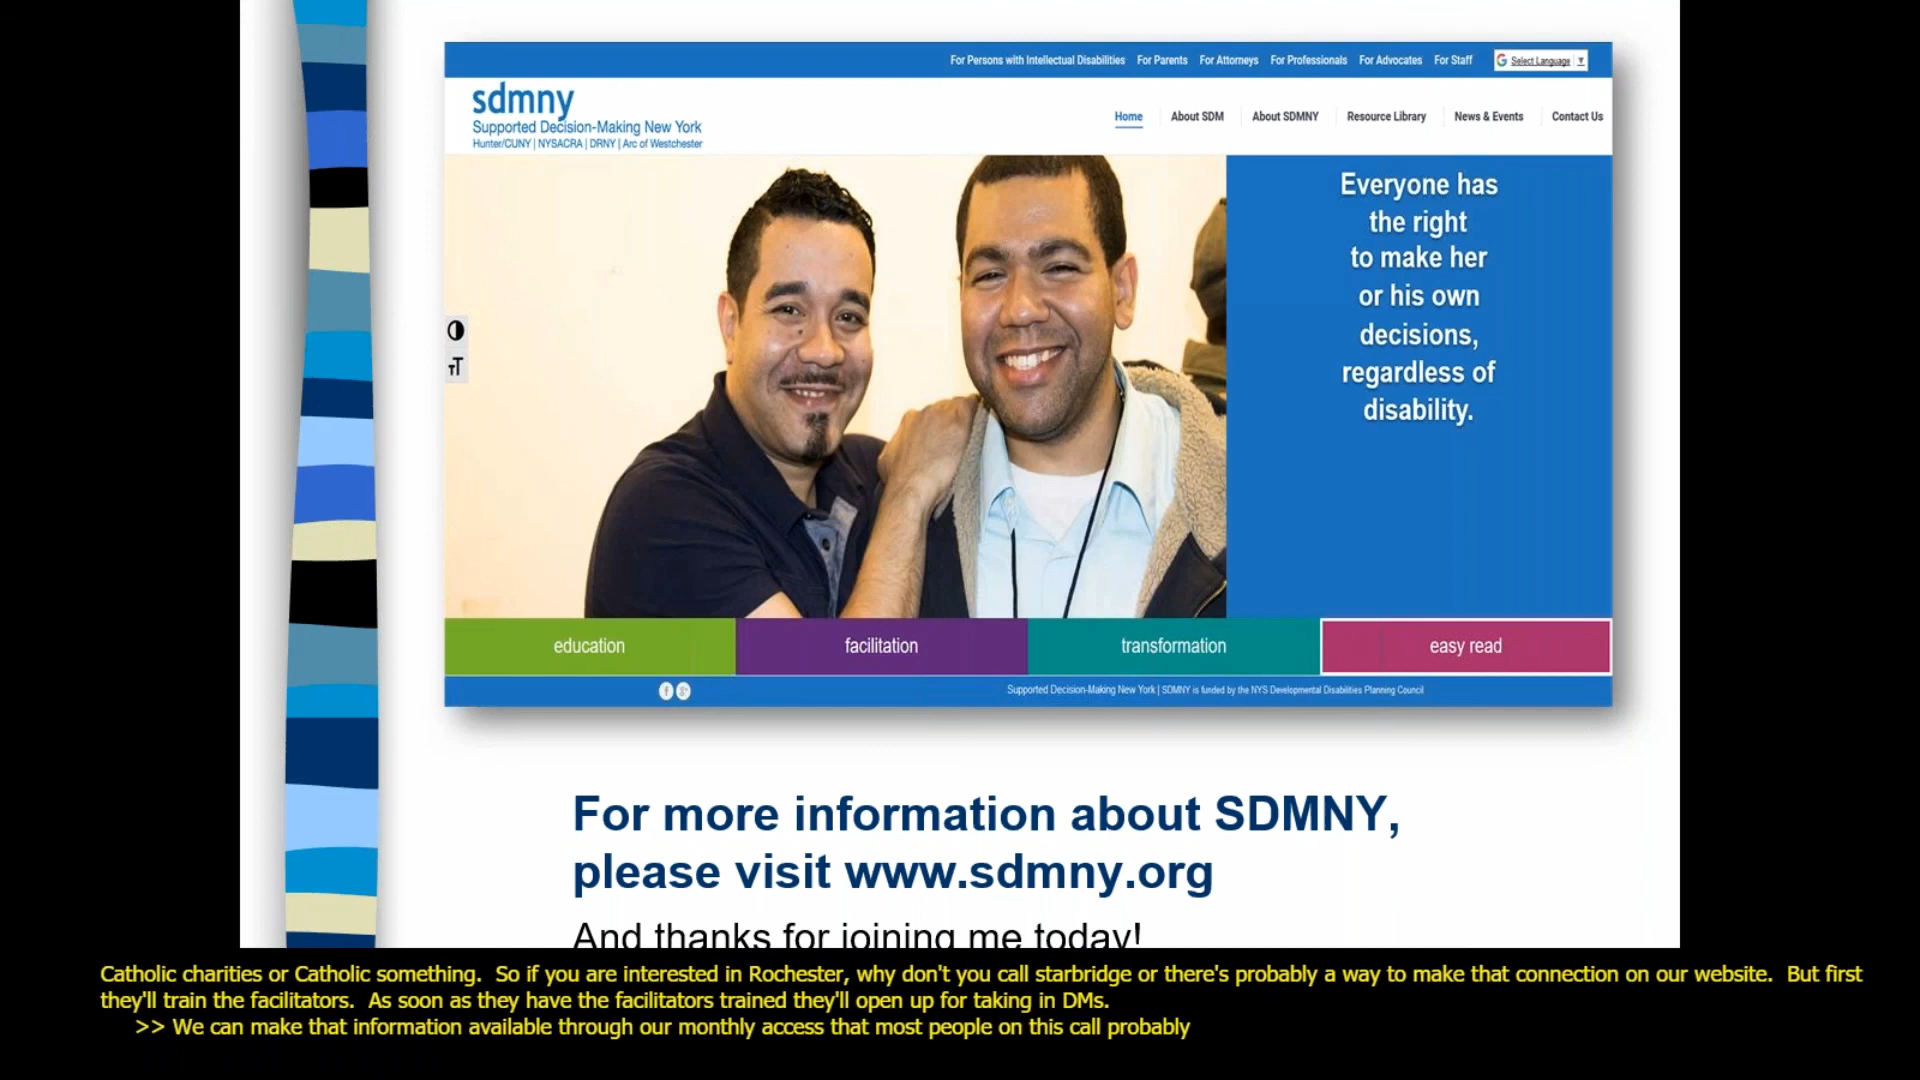 For Persons with Intellectual Disabilities For Parents For Attorneys For Professionals For Advocates For Staff Select Language
sdmny
Supported Decision-Making New York
Hunter/CUNY | NYSACRA | DRNY | Arc of Westchester
Home About SDM About SDMNY Resource Library News & Events Contact Us
Everyone has
the right
to make her
or his own
decisions,
regardless of
disability.
education facilitation transformation easy read
Supported Decision-Making New York | SDMNY is funded by the NYS Developmental Disabilities Planning Council
For more information about SDMNY,
please visit www.sdmny.org
And thanks for joining me today!
Catholic charities or Catholic something. So if you are interested in Rochester, why don't you call starbridge or there's probably a way to make that connection on our website. But first
they'll train the facilitators. As soon as they have the facilitators trained they'll open up for taking in DMs.
>> We can make that information available through our monthly access that most people on this call probably